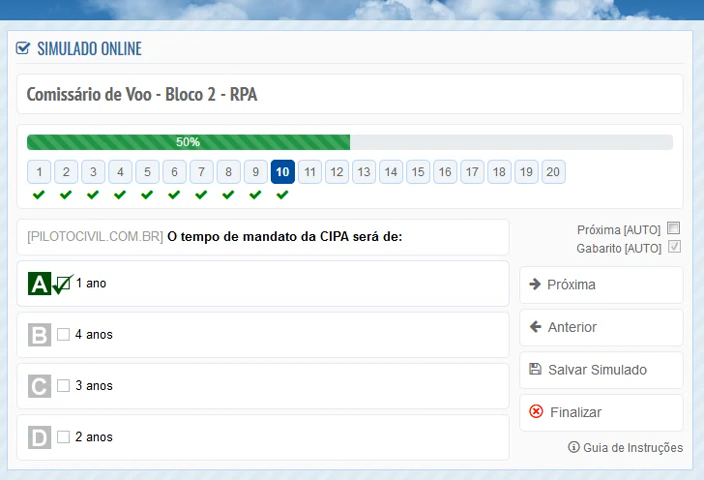 SIMULADO ONLINE
Comissário de Voo - Bloco 2 - RPA
50%
1 2 3 4 5 6 7 8 9 10 11 12 13 14 15 16 17 18 19 20
[PILOTOCIVIL.COM.BR] O tempo de mandato da CIPA será de:
Próxima [AUTO]
Gabarito [AUTO]
A 1 ano
B 4 anos
C 3 anos
D 2 anos
Próxima
Anterior
Salvar Simulado
Finalizar
Guia de Instruções